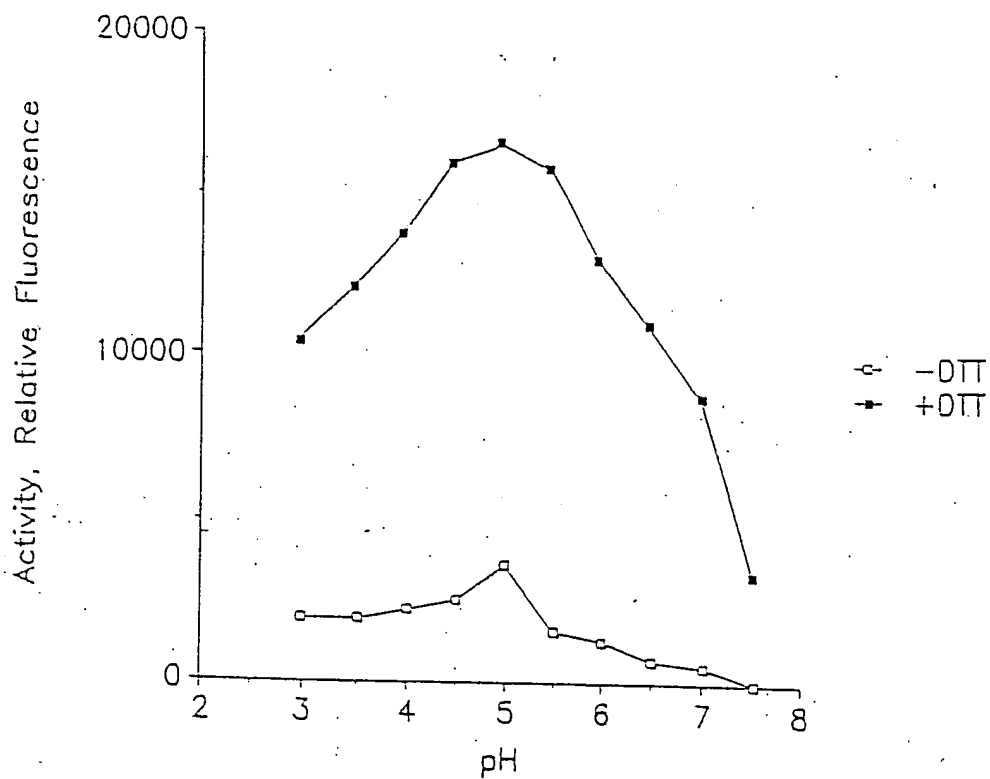 20000
10000
0
Activity, Relative Fluorescence
2 3 4 5 6 7 8
pH
-DTT
+DTT